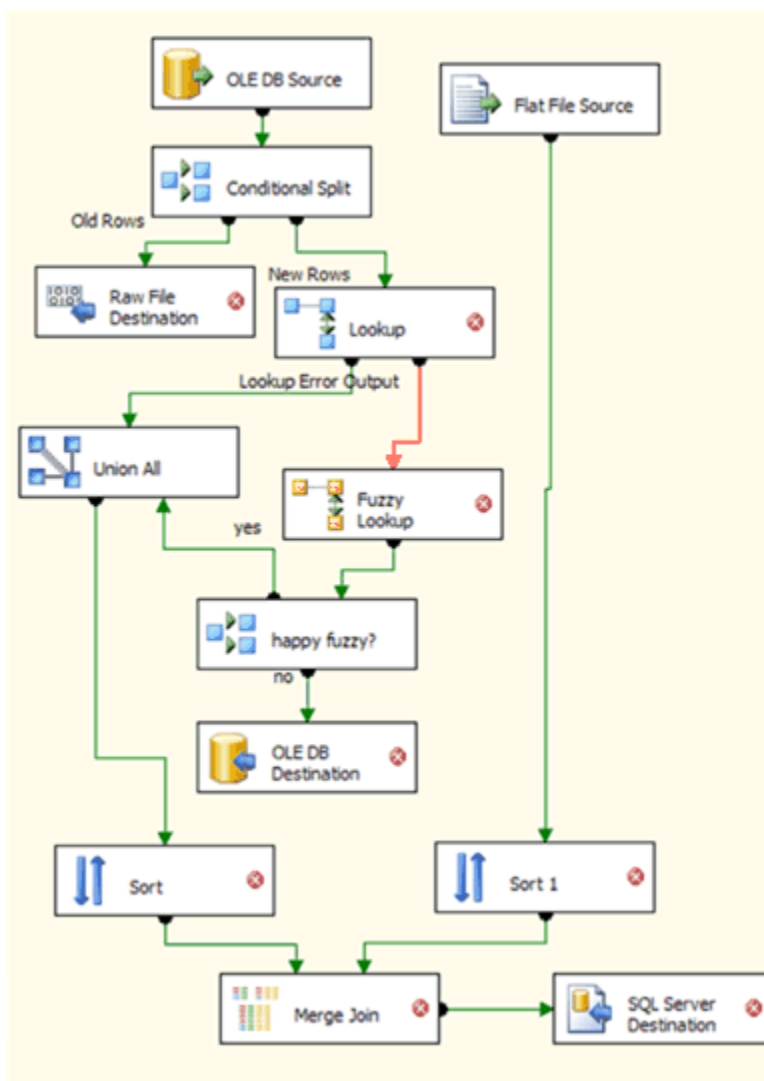 OLE DB Source
Flat File Source
Conditional Split
Old Rows
New Rows
Raw File
Destination
Lookup
Lookup Error Output
Union All
Fuzzy
Lookup
yes
happy fuzzy?
no
OLE DB
Destination
Sort
Sort 1
Merge Join
SQL Server
Destination